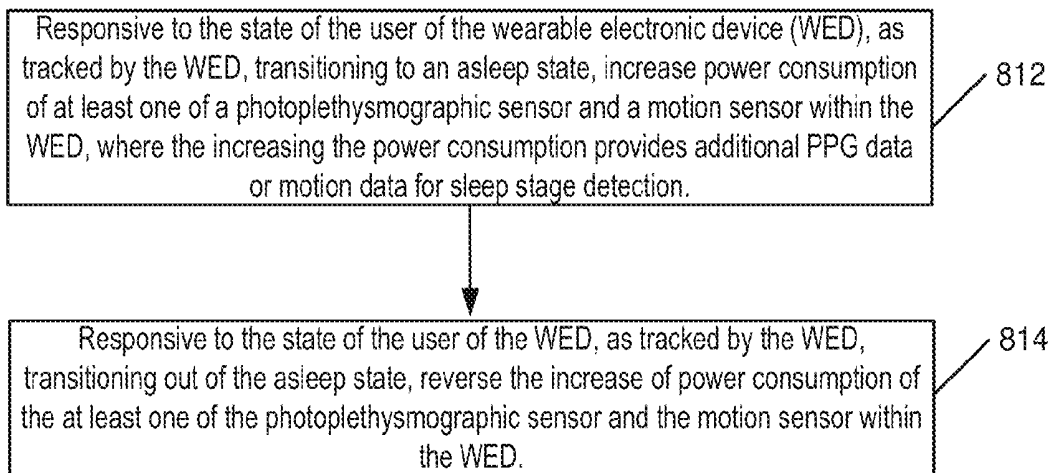 Responsive to the state of the user of the wearable electronic device (WED), as
tracked by the WED, transitioning to an asleep state, increase power consumption
of at least one of a photoplethysmographic sensor and a motion sensor within the
WED, where the increasing the power consumption provides additional PPG data
or motion data for sleep stage detection.
812
Responsive to the state of the user of the WED, as tracked by the WED,
transitioning out of the asleep state, reverse the increase of power consumption of
the at least one of the photoplethysmographic sensor and the motion sensor within
the WED.
814